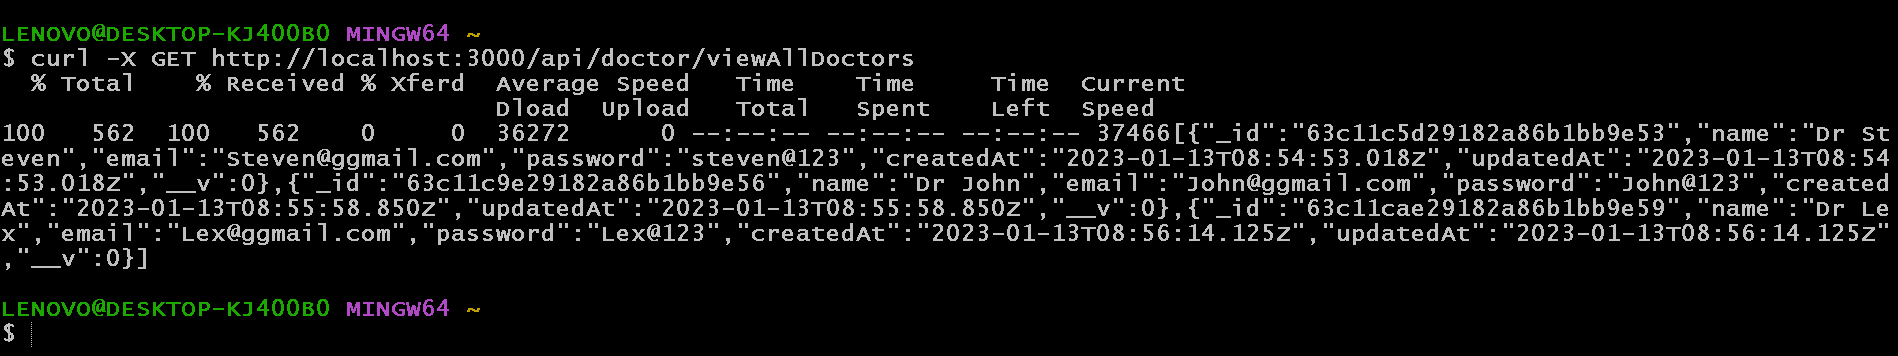 LENOVO@DESKTOP-KJ400B0 MINGW64 ~
$ curl -X GET http://localhost:3000/api/doctor/viewAllDoctors
  % Total    % Received % Xferd  Average Speed   Time    Time     Time  Current
                                 Dload  Upload   Total   Spent    Left  Speed
100   562  100   562    0     0  36272      0 --:--:-- --:--:-- --:--:-- 37466[{"_id":"63c11c5d29182a86b1bb9e53","name":"Dr St
even","email":"Steven@ggmail.com","password":"steven@123","createdAt":"2023-01-13T08:54:53.018Z","updatedAt":"2023-01-13T08:54
:53.018Z","__v":0},{"_id":"63c11c9e29182a86b1bb9e56","name":"Dr John","email":"John@ggmail.com","password":"John@123","created
At":"2023-01-13T08:55:58.850Z","updatedAt":"2023-01-13T08:55:58.850Z","__v":0},{"_id":"63c11cae29182a86b1bb9e59","name":"Dr Le
x","email":"Lex@ggmail.com","password":"Lex@123","createdAt":"2023-01-13T08:56:14.125Z","updatedAt":"2023-01-13T08:56:14.125Z"
,"__v":0}]
LENOVO@DESKTOP-KJ400B0 MINGW64 ~
$